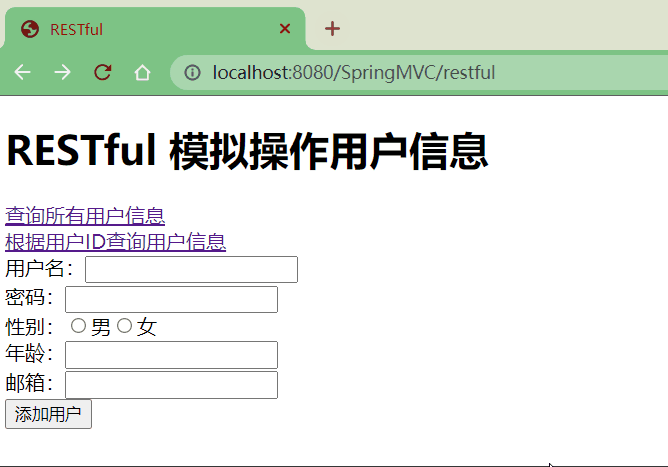 RESTful
localhost:8080/SpringMVC/restful
RESTful 模拟操作用户信息
查询所有用户信息
根据用户ID查询用户信息
用户名：
密码：
性别： 男 女
年龄：
邮箱：
添加用户